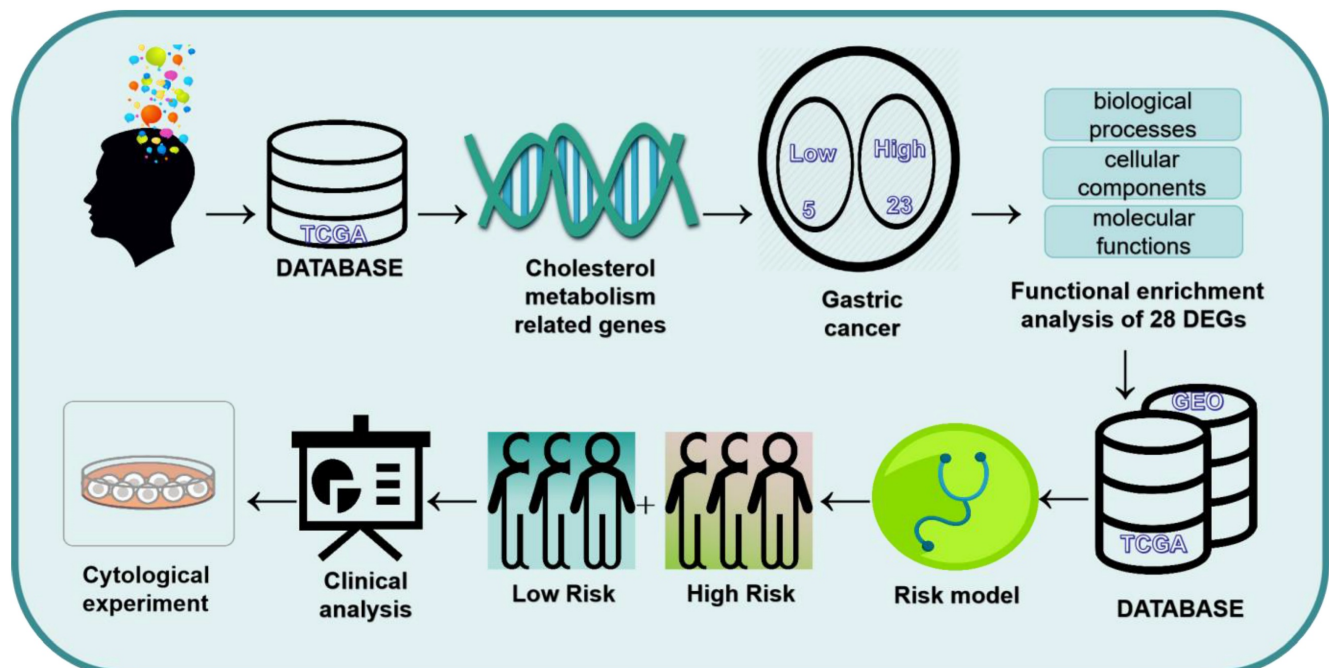 TCGA
DATABASE
Cholesterol
metabolism
related genes
Low
5
High
23
Gastric
cancer
biological
processes
cellular
components
molecular
functions
Functional enrichment
analysis of 28 DEGs
GEO
TCGA
DATABASE
Risk model
High Risk
+
Low Risk
Clinical
analysis
Cytological
experiment